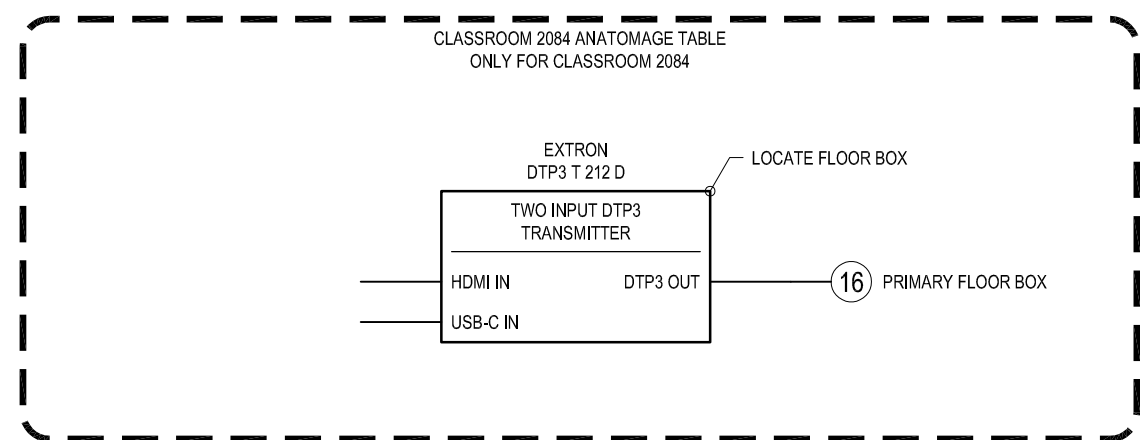 CLASSROOM 2084 ANATOMAGE TABLE
ONLY FOR CLASSROOM 2084
EXTRON
DTP3 T 212 D
LOCATE FLOOR BOX
TWO INPUT DTP3
TRANSMITTER
HDMI IN
DTP3 OUT
16
PRIMARY FLOOR BOX
USB-C IN